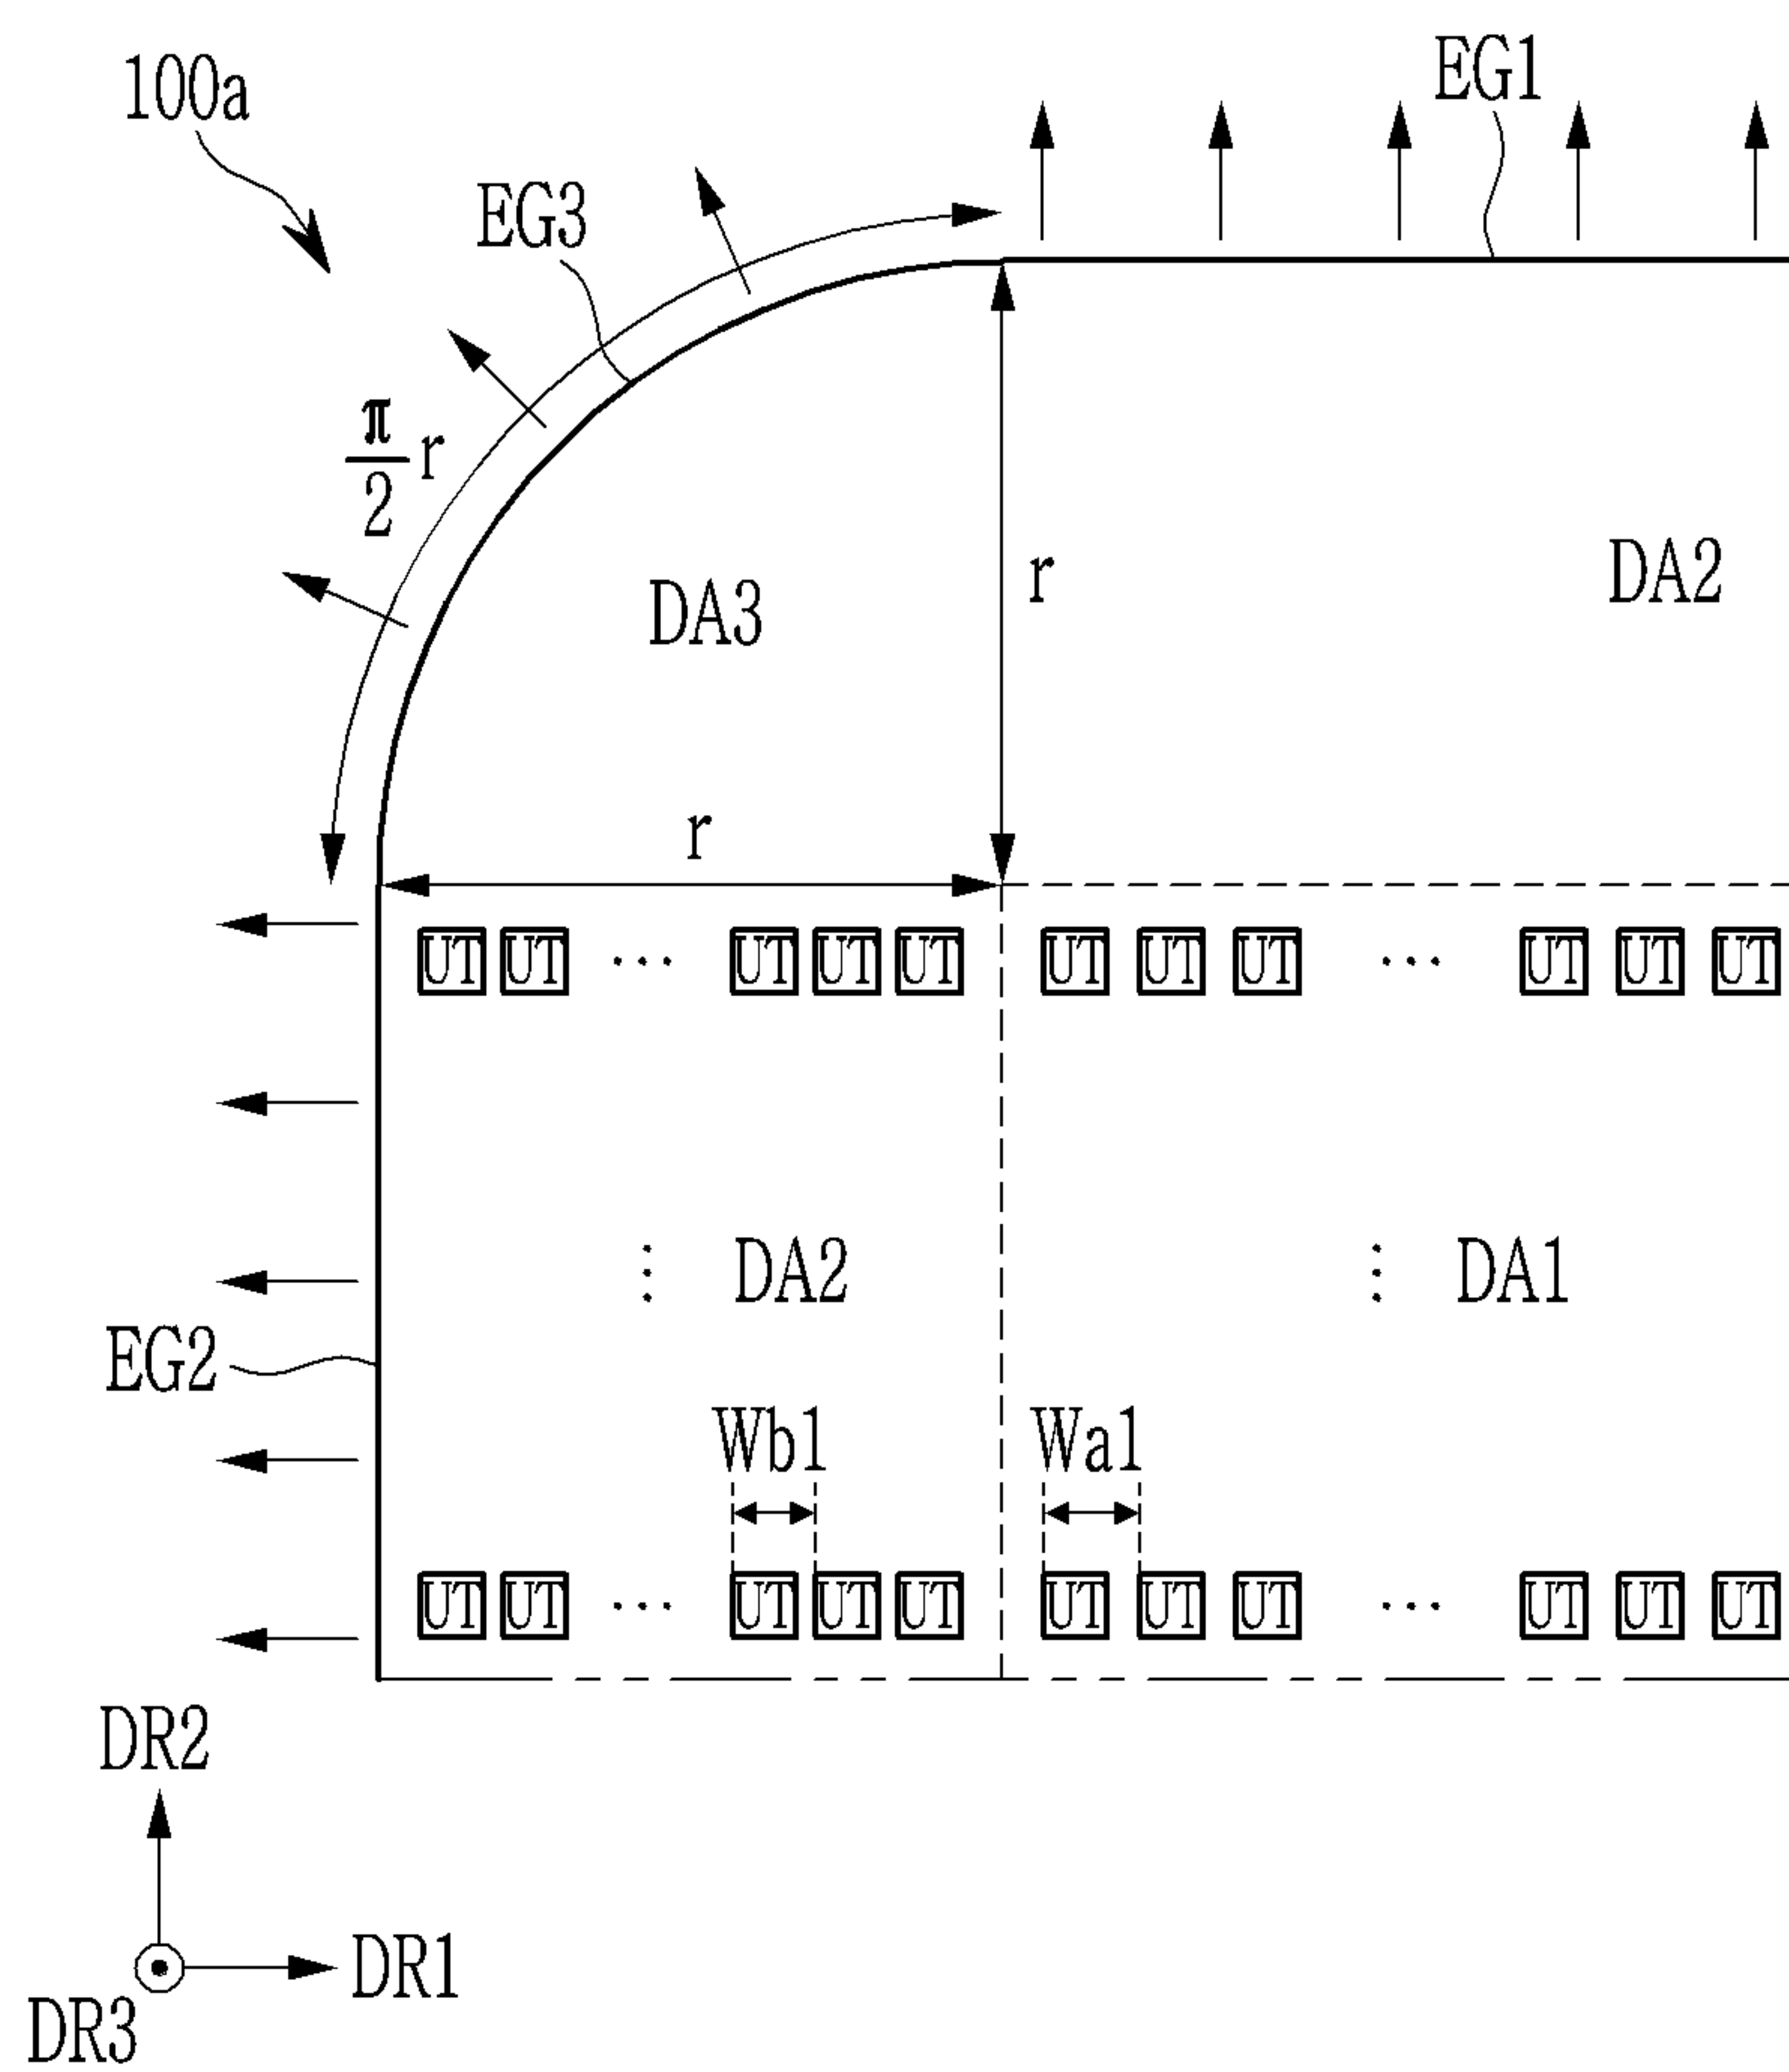 100a
EG1
EG3
π/2 r
r
DA2
DA3
r
UT UT ··· UT UT UT UT UT UT ··· UT UT UT
DA2 DA1
EG2
Wb1 Wa1
UT UT ··· UT UT UT UT UT UT ··· UT UT UT
DR2
DR1
DR3